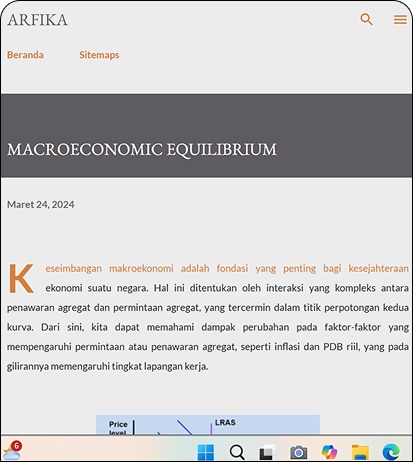 ARFIKA
Beranda Sitemaps
MACROECONOMIC EQUILIBRIUM
Maret 24, 2024
Keseimbangan makroekonomi adalah fondasi yang penting bagi kesejahteraan
ekonomi suatu negara. Hal ini ditentukan oleh interaksi yang kompleks antara
penawaran agregat dan permintaan agregat, yang tercermin dalam titik perpotongan kedua
kurva. Dari sini, kita dapat memahami dampak perubahan pada faktor-faktor yang
mempengaruhi permintaan atau penawaran agregat, seperti inflasi dan PDB riil, yang pada
gilirannya memengaruhi tingkat lapangan kerja.
Price LRAS
level
6